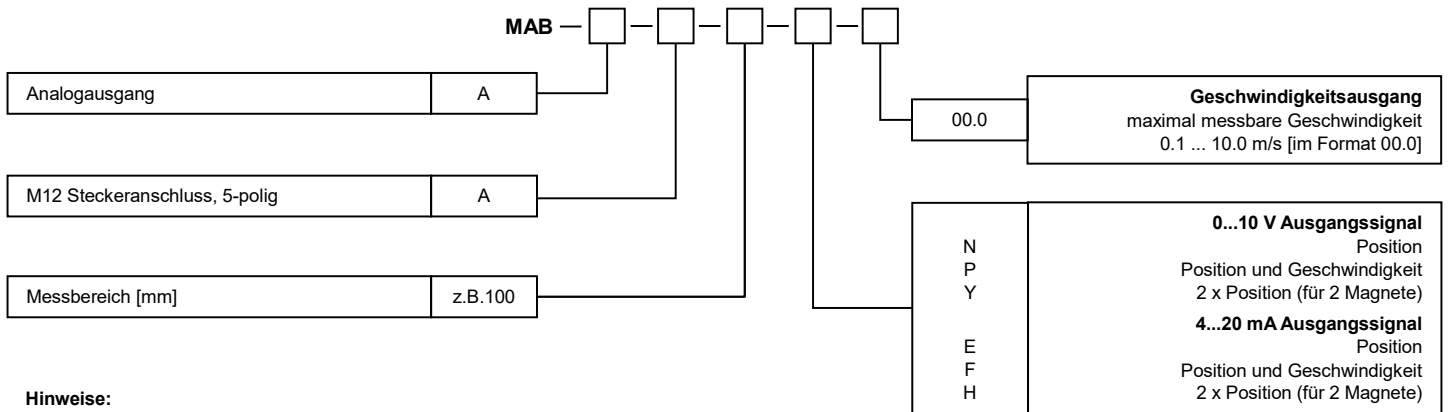 MAB
Analogausgang A
M12 Steckeranschluss, 5-polig A
Messbereich [mm] z.B.100
00.0
Geschwindigkeitsausgang
maximal messbare Geschwindigkeit
0.1 ... 10.0 m/s [im Format 00.0]
0...10 V Ausgangssignal
N Position
P Position und Geschwindigkeit
Y 2 x Position (für 2 Magnete)
4...20 mA Ausgangssignal
E Position
F Position und Geschwindigkeit
H 2 x Position (für 2 Magnete)
Hinweise: